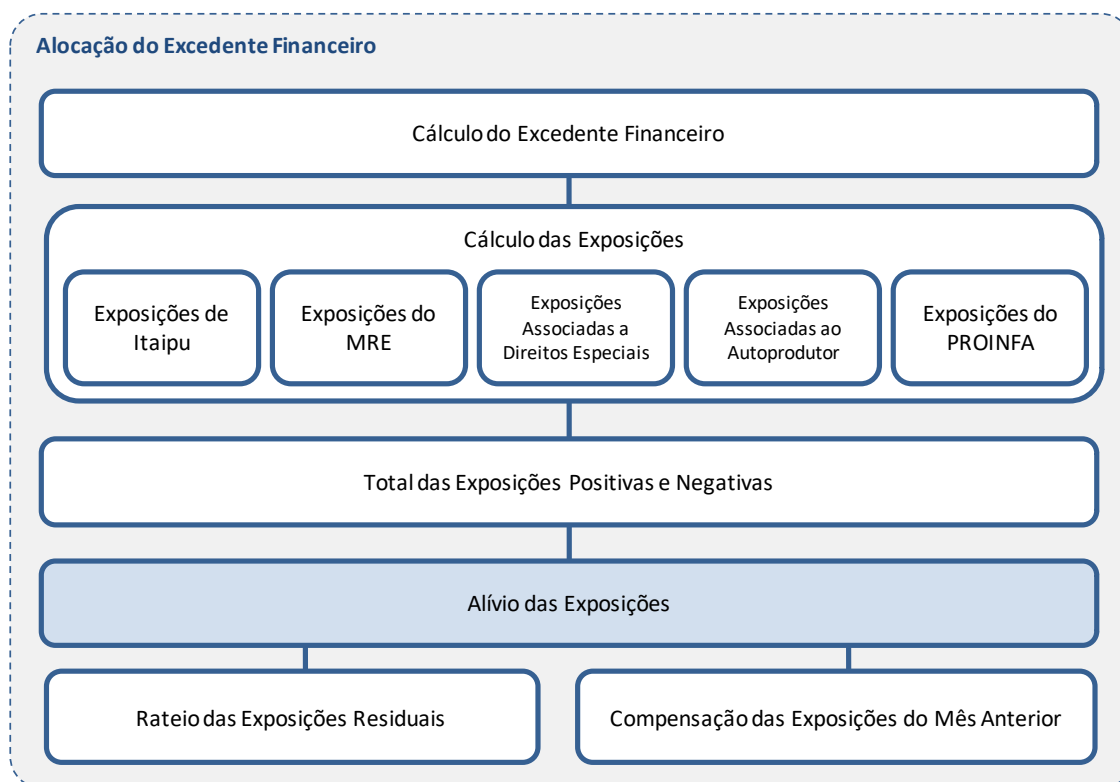 Alocação do Excedente Financeiro
Cálculo do Excedente Financeiro
Cálculo das Exposições
Exposições de
Itaipu
Exposições do
MRE
Exposições
Associadas a
Direitos Especiais
Exposições
Associadas ao
Autoprodutor
Exposições do
PROINFA
Total das Exposições Positivas e Negativas
Alívio das Exposições
Rateio das Exposições Residuais
Compensação das Exposições do Mês Anterior